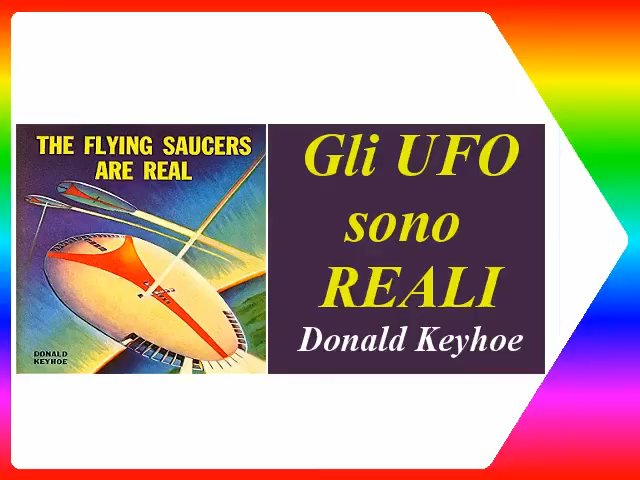 THE FLYING SAUCERS
ARE REAL
DONALD
KEYHOE
Gli UFO
sono
REALI
Donald Keyhoe